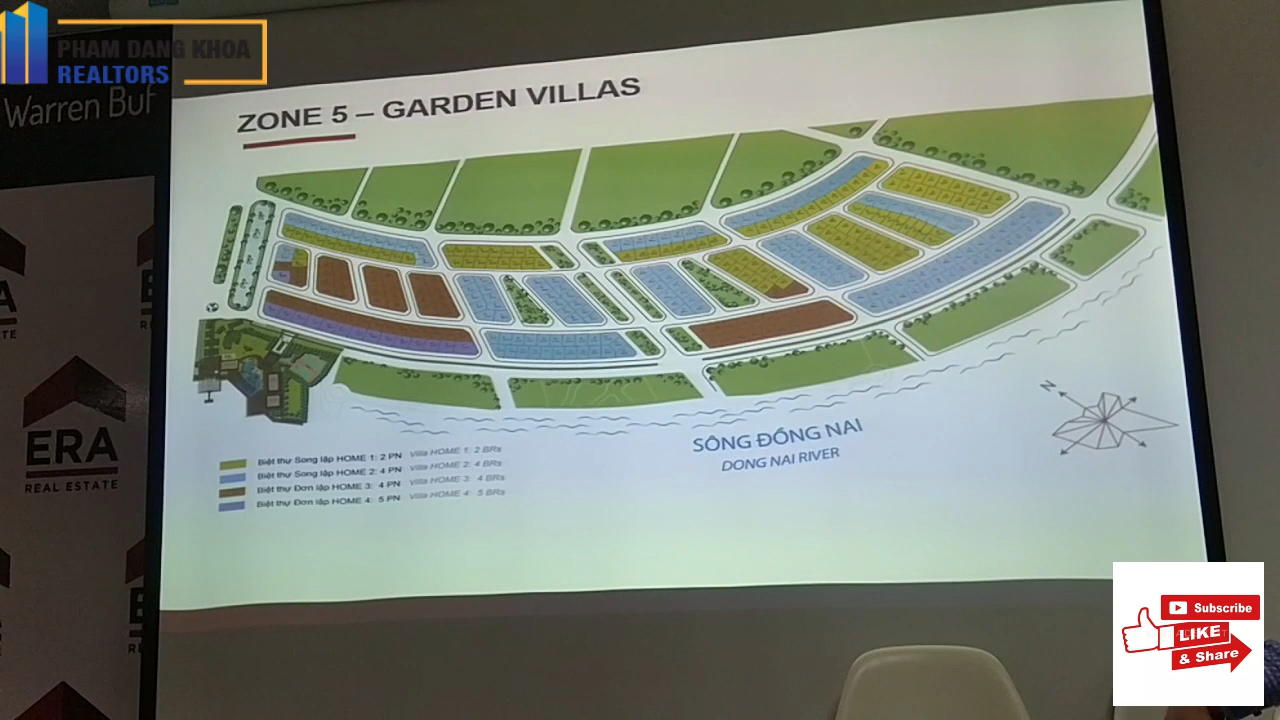 PHAM DANG KHOA
REALTORS
Warren Buf
ZONE 5 – GARDEN VILLAS
N
SÔNG ĐỒNG NAI
DONG NAI RIVER
Biệt thự Song lập HOME 1: 2 PN Villa HOME 1: 2 BRs
Biệt thự Song lập HOME 2: 4 PN Villa HOME 2: 4 BRs
Biệt thự Đơn lập HOME 3: 4 PN Villa HOME 3: 4 BRs
Biệt thự Đơn lập HOME 4: 5 PN Villa HOME 4: 5 BRs
ERA
REAL ESTATE
Subscribe
LIKE
& Share